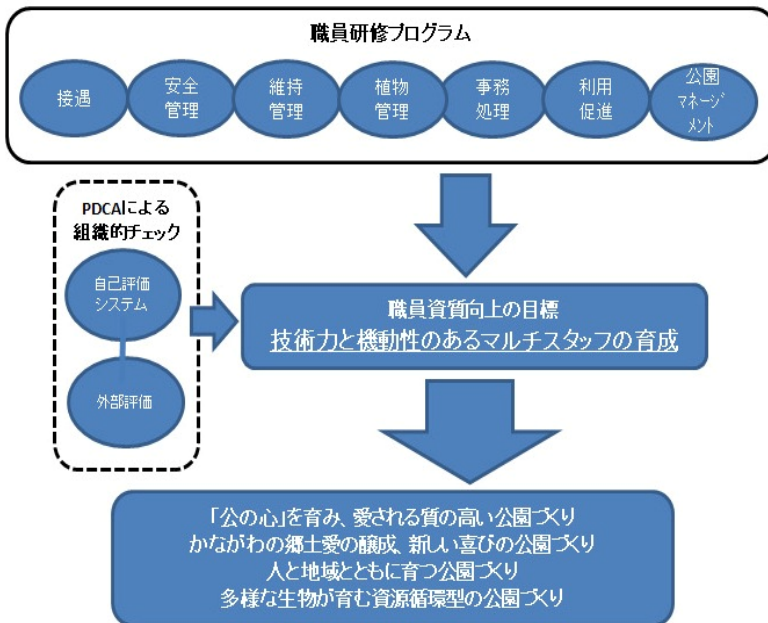 職員研修プログラム
接遇
安全
管理
維持
管理
植物
管理
事務
処理
利用
促進
公園
マネージ
メント
PDCAによる
組織的チェック
自己評価
システム
外部評価
職員資質向上の目標
技術力と機動性のあるマルチスタッフの育成
「公の心」を育み、愛される質の高い公園づくり
かながわの郷土愛の醸成、新しい喜びの公園づくり
人と地域とともに育つ公園づくり
多様な生物が育む資源循環型の公園づくり